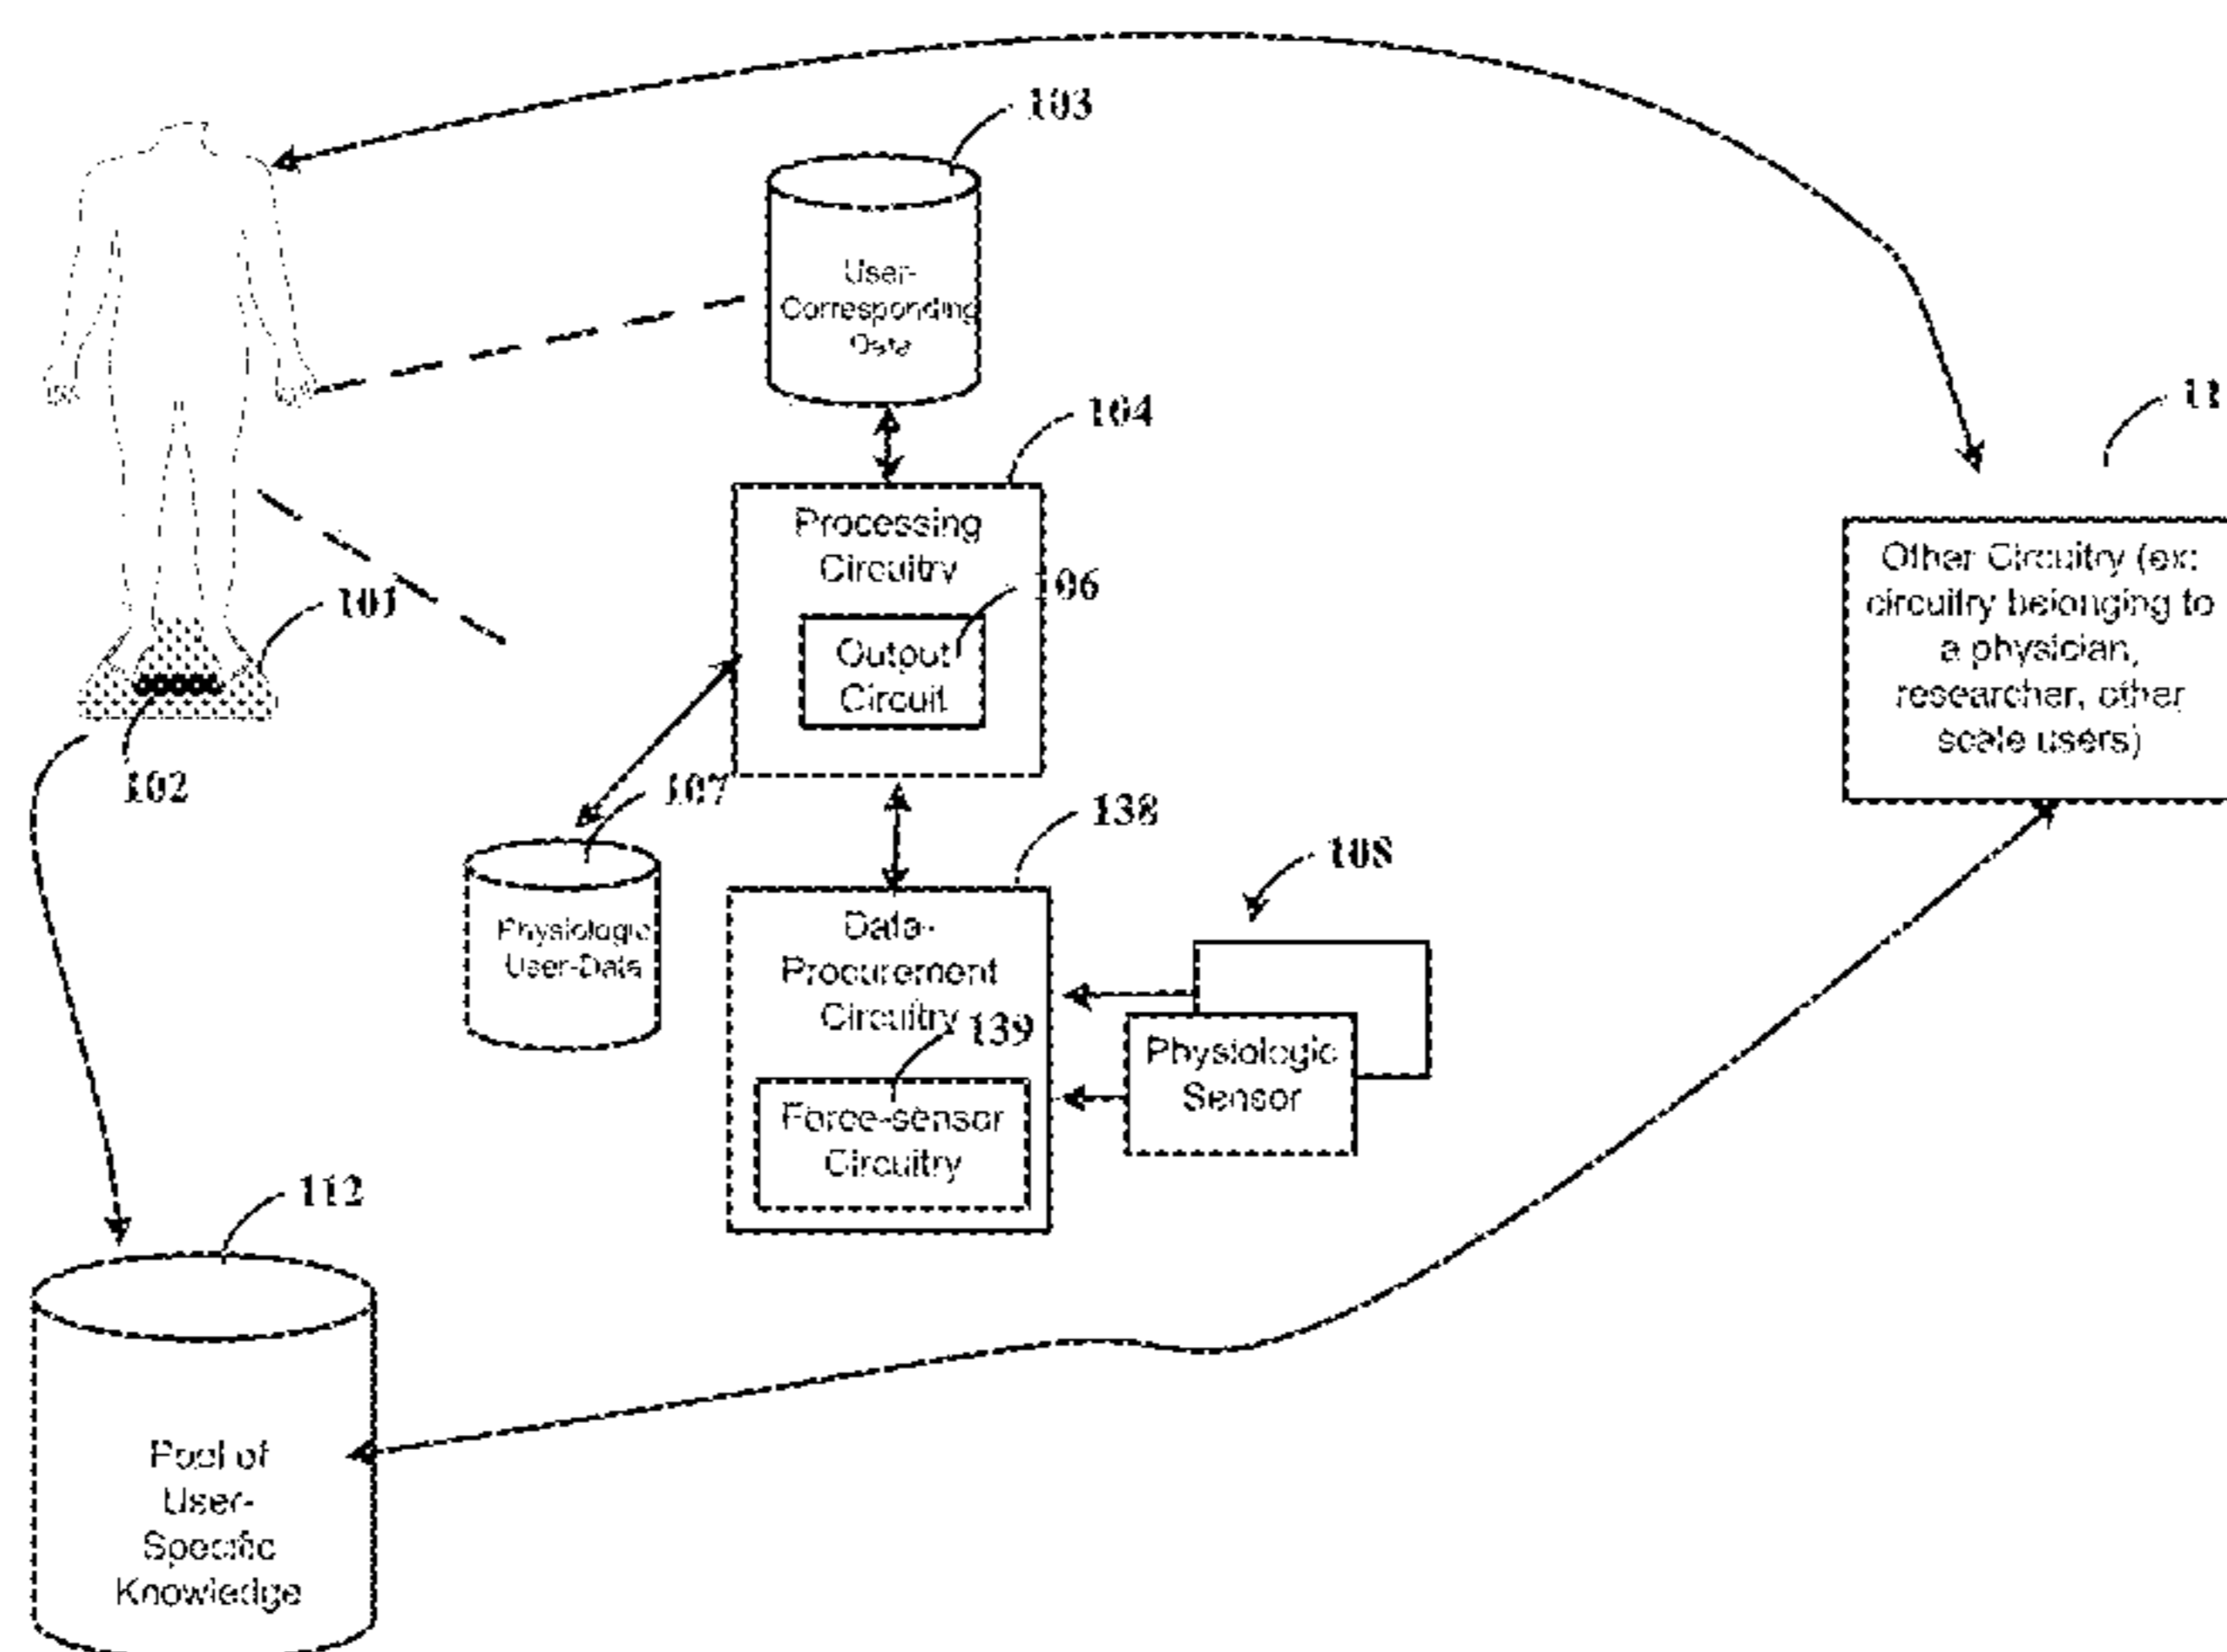 103
User-
Corresponding
Data
104
11
Processing
Circuitry
106
Output
Circuit
Other Circuitry (ex:
circuitry belonging to
a physician,
researcher, other
scale users)
101
102
107
138
108
Physiologic
User-Data
Data-
Procurement
Circuitry
139
Physiologic
Sensor
Force-sensor
Circuitry
112
Pool of
User-
Specific
Knowledge